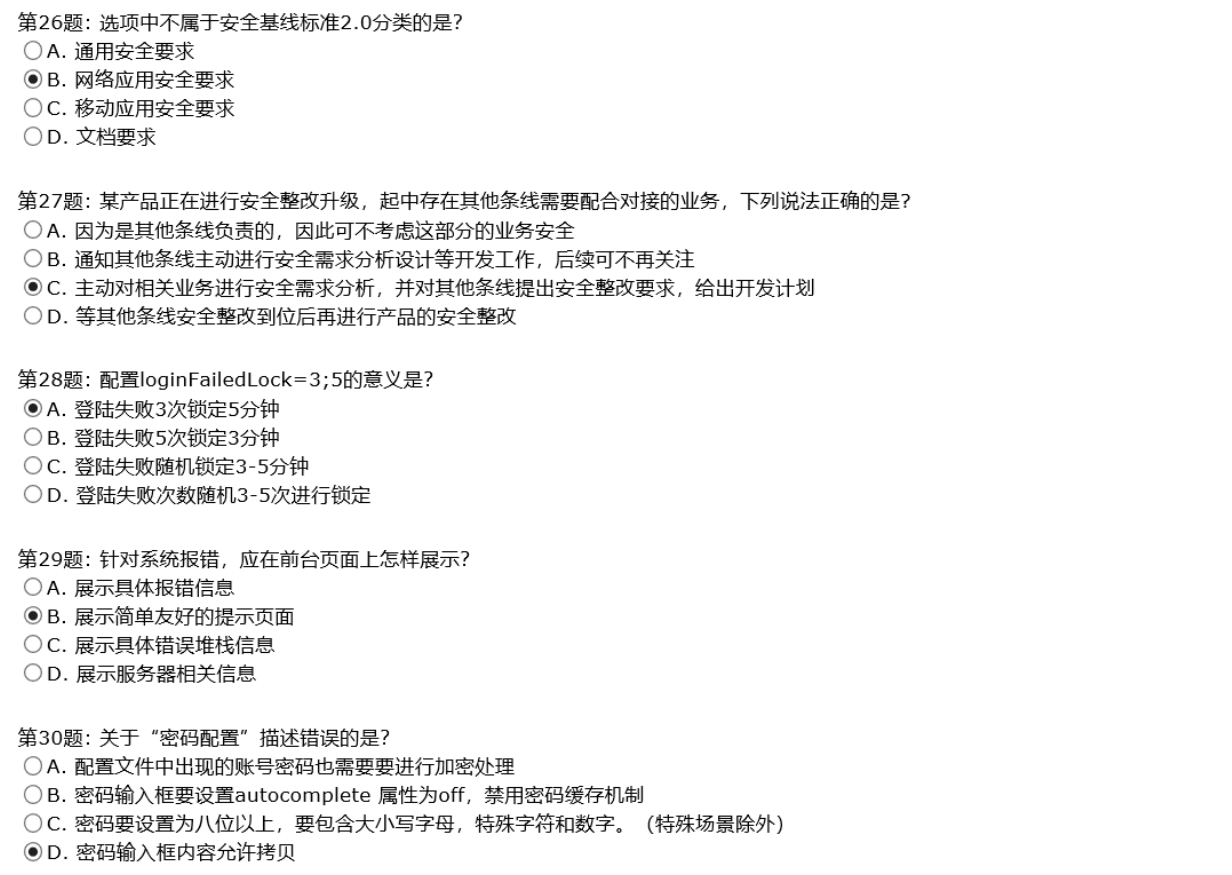 第26题: 选项中不属于安全基线标准2.0分类的是?
A. 通用安全要求
B. 网络应用安全要求
C. 移动应用安全要求
D. 文档要求
第27题: 某产品正在进行安全整改升级，起中存在其他条线需要配合对接的业务，下列说法正确的是?
A. 因为是其他条线负责的，因此可不考虑这部分的业务安全
B. 通知其他条线主动进行安全需求分析设计等开发工作，后续可不再关注
C. 主动对相关业务进行安全需求分析，并对其他条线提出安全整改要求，给出开发计划
D. 等其他条线安全整改到位后再进行产品的安全整改
第28题: 配置loginFailedLock=3;5的意义是?
A. 登陆失败3次锁定5分钟
B. 登陆失败5次锁定3分钟
C. 登陆失败随机锁定3-5分钟
D. 登陆失败次数随机3-5次进行锁定
第29题: 针对系统报错，应在前台页面上怎样展示?
A. 展示具体报错信息
B. 展示简单友好的提示页面
C. 展示具体错误堆栈信息
D. 展示服务器相关信息
第30题: 关于“密码配置”描述错误的是?
A. 配置文件中出现的账号密码也需要要进行加密处理
B. 密码输入框要设置autocomplete 属性为off，禁用密码缓存机制
C. 密码要设置为八位以上，要包含大小写字母，特殊字符和数字。（特殊场景除外）
D. 密码输入框内容允许拷贝